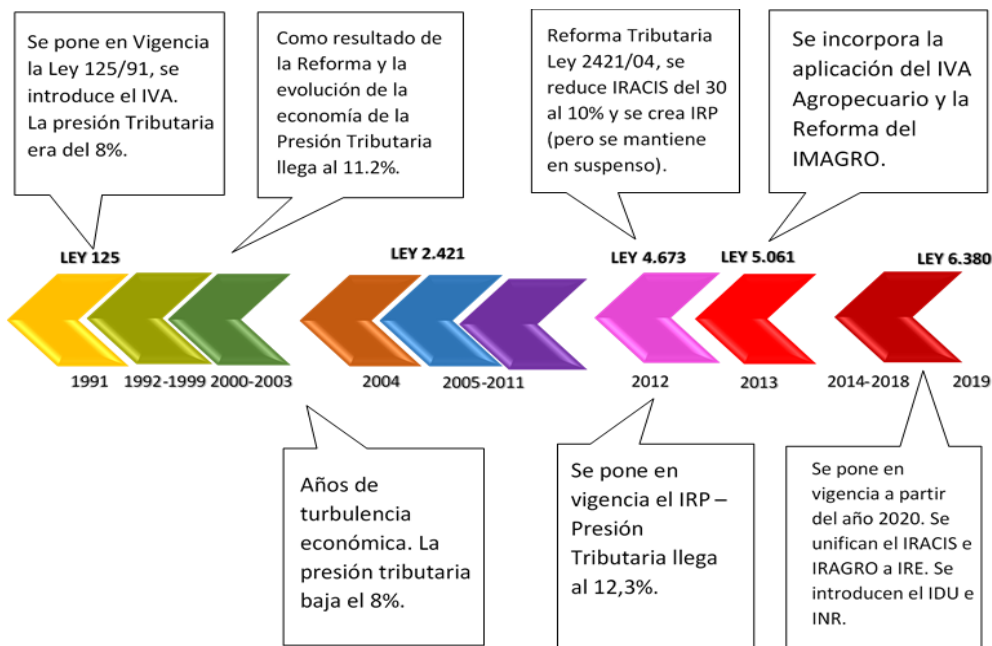 Se pone en Vigencia
la Ley 125/91, se
introduce el IVA.
La presión Tributaria
era del 8%.
Como resultado de
la Reforma y la
evolución de la
economía de la
Presión Tributaria
llega al 11.2%.
Reforma Tributaria
Ley 2421/04, se
reduce IRACIS del 30
al 10% y se crea IRP
(pero se mantiene
en suspenso).
Se incorpora la
aplicación del IVA
Agropecuario y la
Reforma del
IMAGRO.
LEY 125
LEY 2.421
LEY 4.673
LEY 5.061
LEY 6.380
1991
1992-1999
2000-2003
2004
2005-2011
2012
2013
2014-2018
2019
Años de
turbulencia
económica. La
presión tributaria
baja el 8%.
Se pone en
vigencia el IRP –
Presión
Tributaria llega
al 12,3%.
Se pone en
vigencia a partir
del año 2020. Se
unifican el IRACIS e
IRAGRO a IRE. Se
introducen el IDU e
INR.